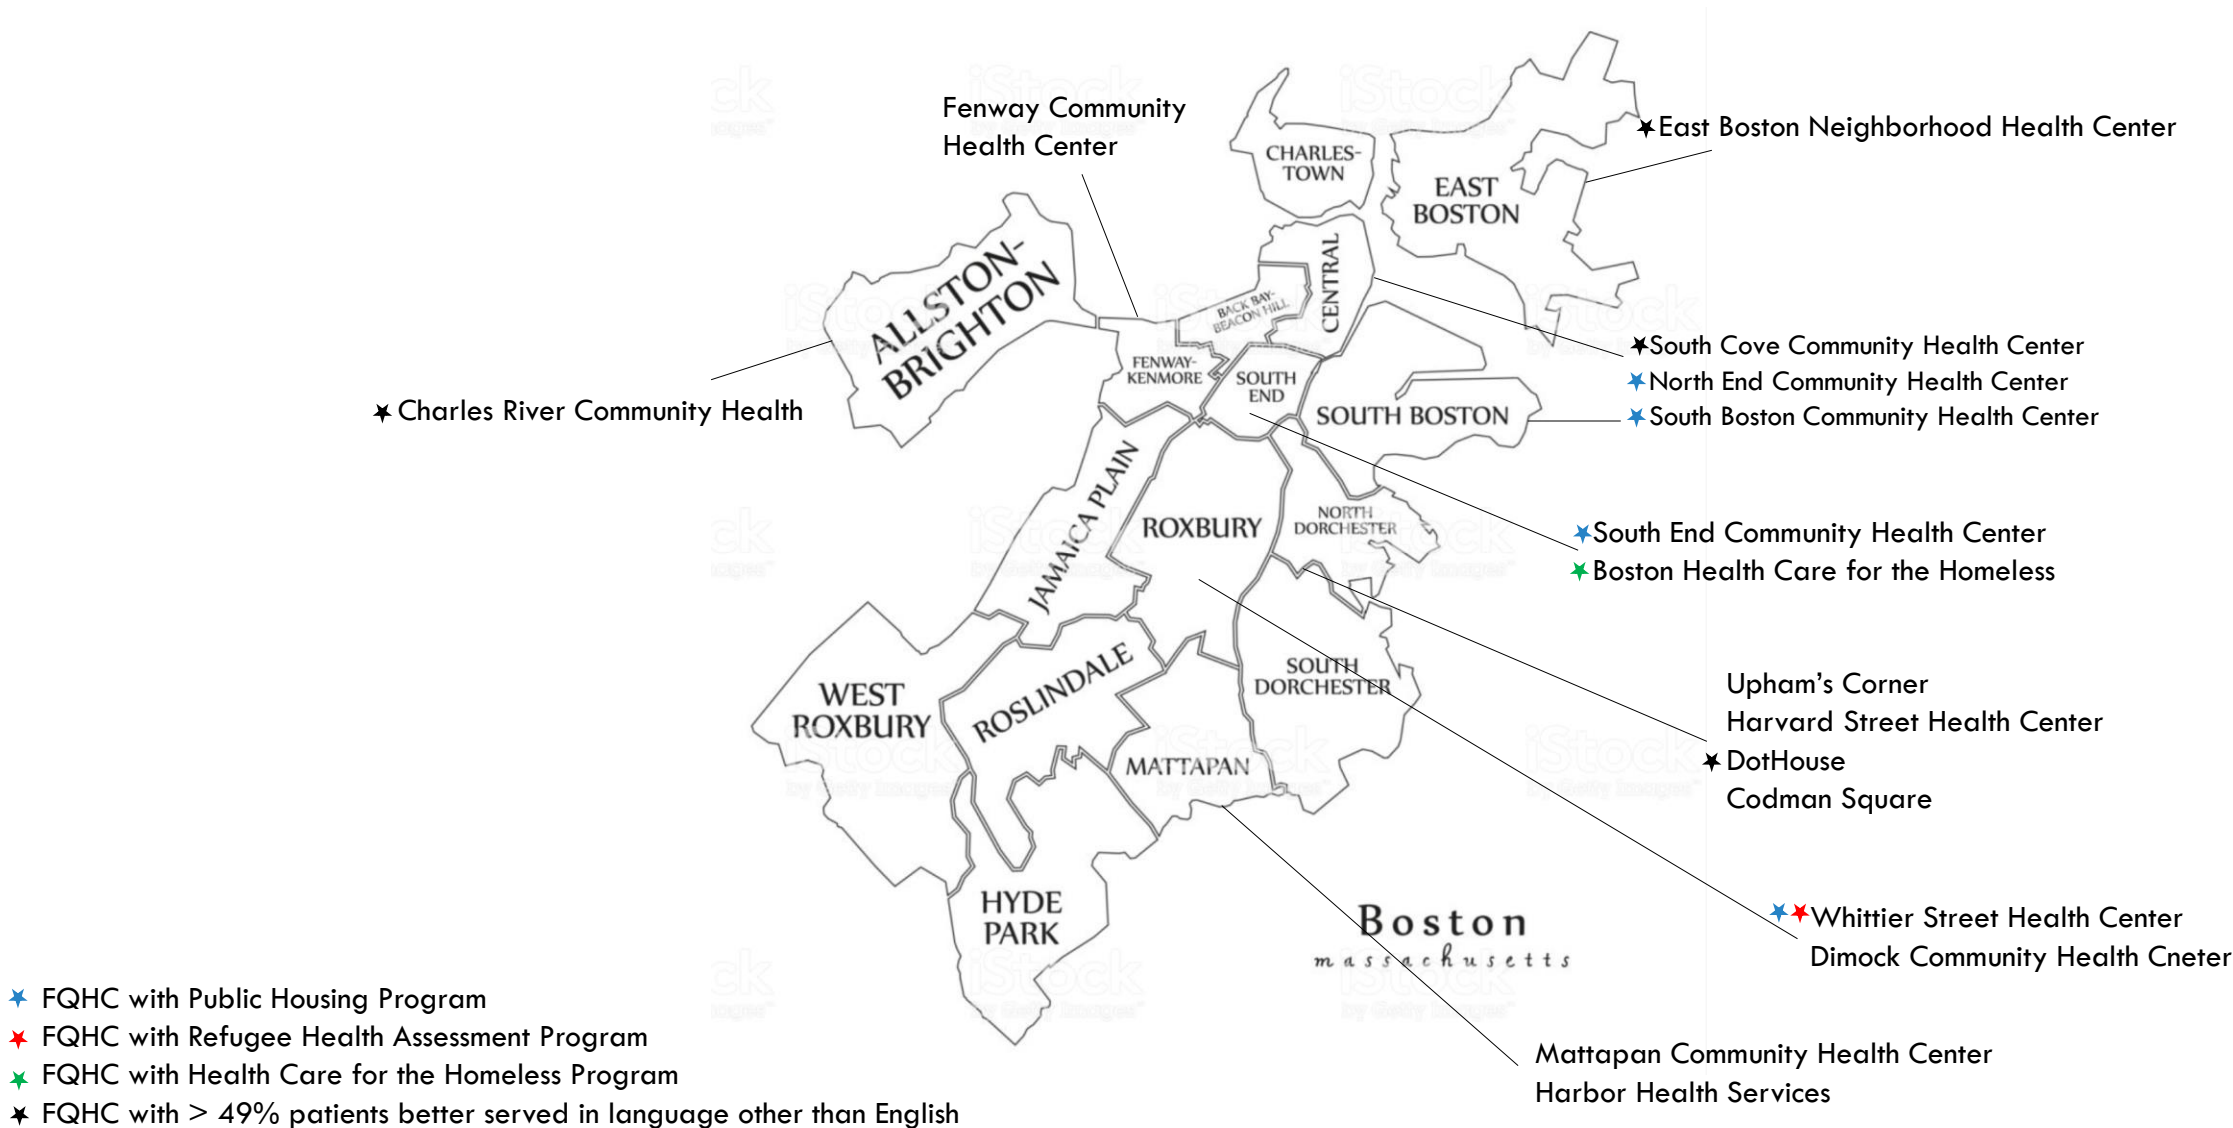 Fenway Community
Health Center
East Boston Neighborhood Health Center
CHARLES-
TOWN
EAST
BOSTON
ALLSTON-
BRIGHTON
CENTRAL
BACK BAY-
BEACON HILL
FENWAY-
KENMORE
SOUTH
END
SOUTH BOSTON
South Cove Community Health Center
North End Community Health Center
South Boston Community Health Center
Charles River Community Health
JAMAICA PLAIN
ROXBURY
NORTH
DORCHESTER
South End Community Health Center
Boston Health Care for the Homeless
WEST
ROXBURY
ROSLINDALE
SOUTH
DORCHESTER
MATTAPAN
Upham's Corner
Harvard Street Health Center
DotHouse
Codman Square
HYDE
PARK
Boston
massachusetts
Whittier Street Health Center
Dimock Community Health Cneter
Mattapan Community Health Center
Harbor Health Services
FQHC with Public Housing Program
FQHC with Refugee Health Assessment Program
FQHC with Health Care for the Homeless Program
FQHC with > 49% patients better served in language other than English
iStock
by Getty Images™